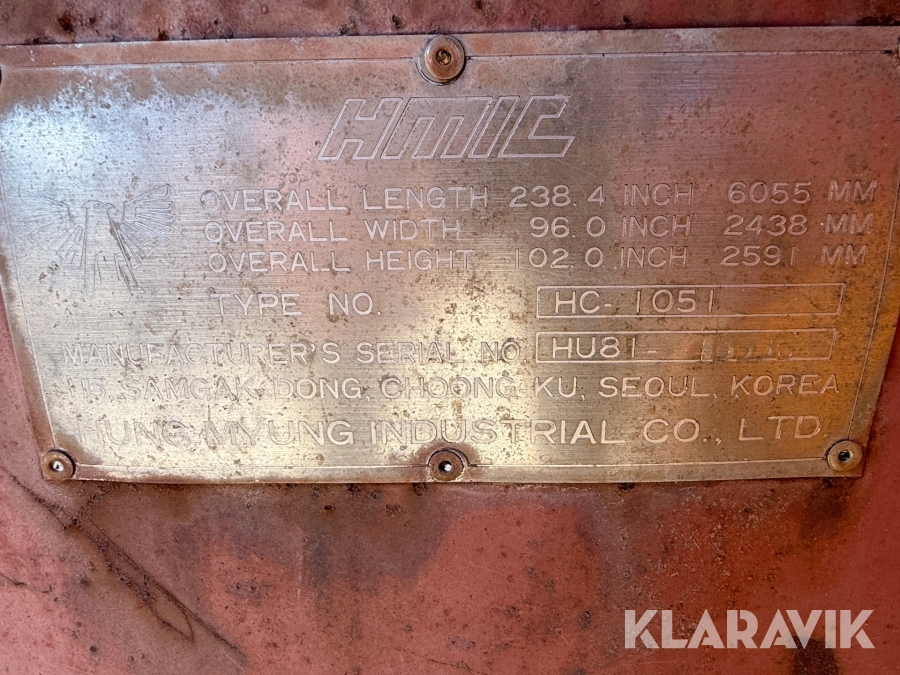 HMIC
OVERALL LENGTH 238.4 INCH 6055 MM
OVERALL WIDTH 96.0 INCH 2438 MM
OVERALL HEIGHT 102.0 INCH 2591 MM
TYPE NO. HC-1051
MANUFACTURER'S SERIAL NO HU81-
115, SAMGAK-DONG, CHOONG-KU, SEOUL, KOREA
HUNG MYUNG INDUSTRIAL CO., LTD.
KLARAVIK